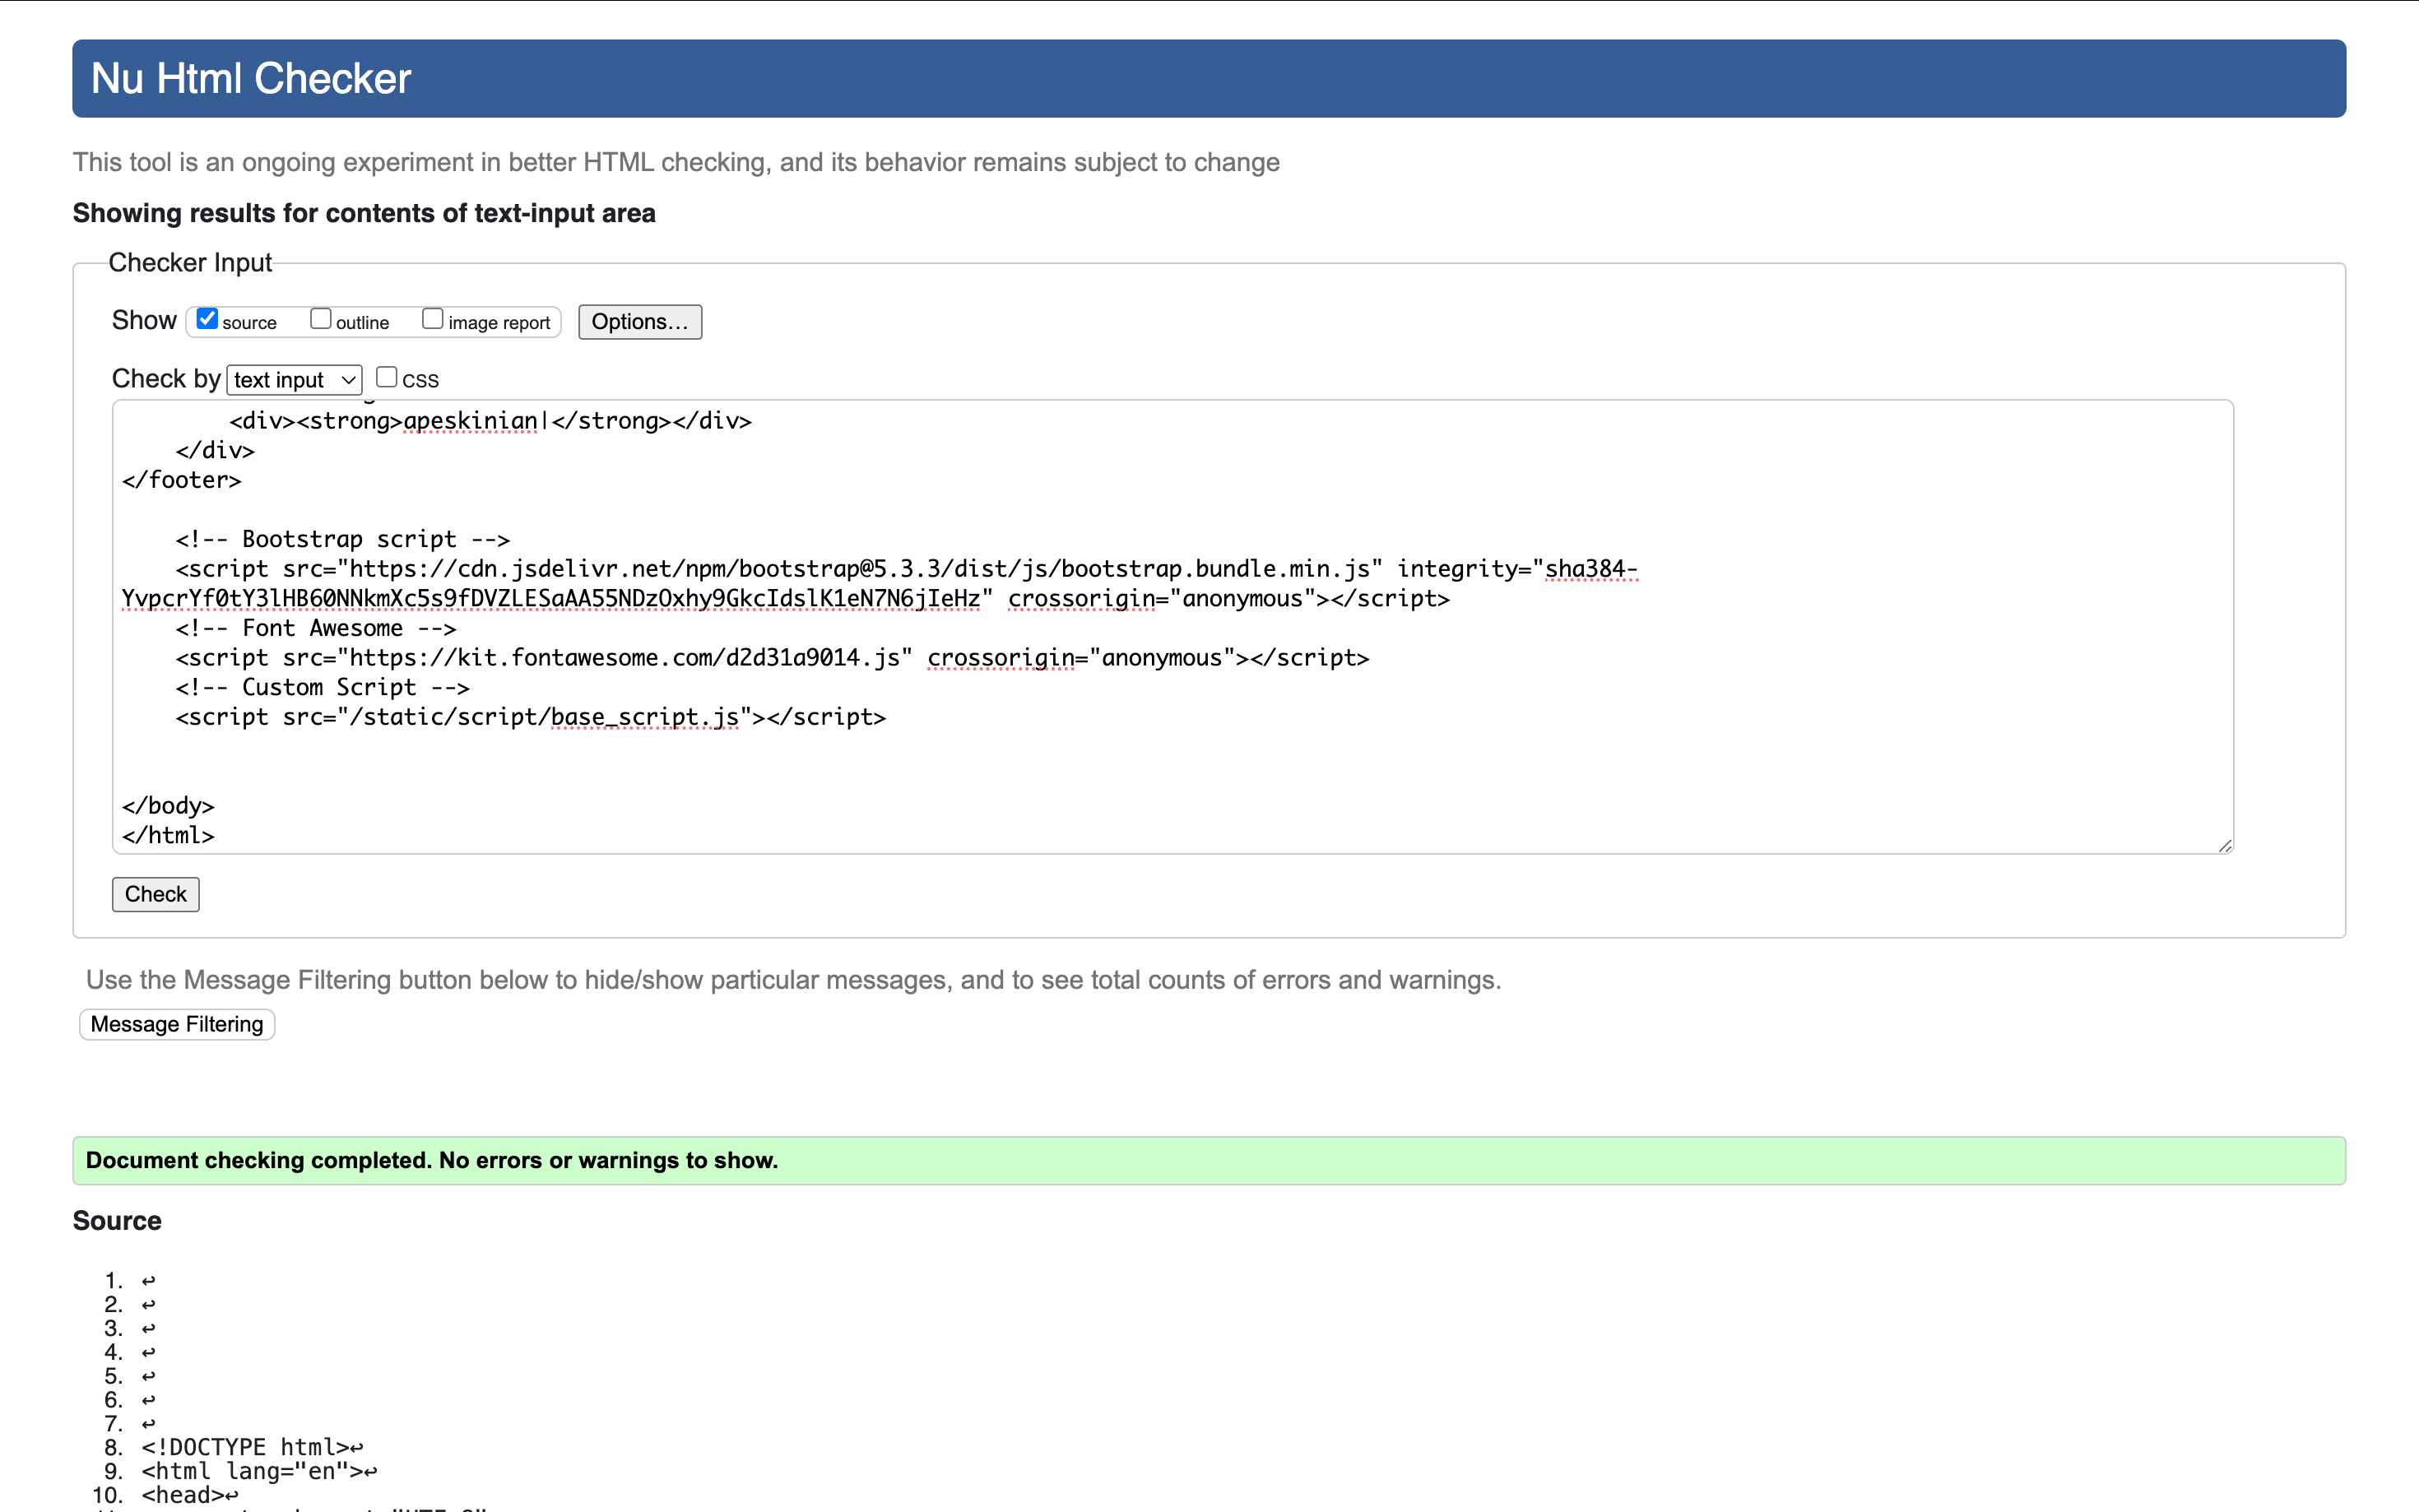 Nu Html Checker
This tool is an ongoing experiment in better HTML checking, and its behavior remains subject to change
Showing results for contents of text-input area
Checker Input
Show source outline image report Options...
Check by text input CSS
<div><strong>apeskinian|</strong></div>
</div>
</footer>
<!-- Bootstrap script -->
<script src="https://cdn.jsdelivr.net/npm/bootstrap@5.3.3/dist/js/bootstrap.bundle.min.js" integrity="sha384-
YvpcrYf0tY3lHB60NNkmXc5s9fDVZLESaAA55NDzOxhy9GkcIdslK1eN7N6jIeHz" crossorigin="anonymous"></script>
<!-- Font Awesome -->
<script src="https://kit.fontawesome.com/d2d31a9014.js" crossorigin="anonymous"></script>
<!-- Custom Script -->
<script src="/static/script/base_script.js"></script>
</body>
</html>
Check
Use the Message Filtering button below to hide/show particular messages, and to see total counts of errors and warnings.
Message Filtering
Document checking completed. No errors or warnings to show.
Source
1. ↩
2. ↩
3. ↩
4. ↩
5. ↩
6. ↩
7. ↩
8. <!DOCTYPE html>↩
9. <html lang="en">↩
10. <head>↩